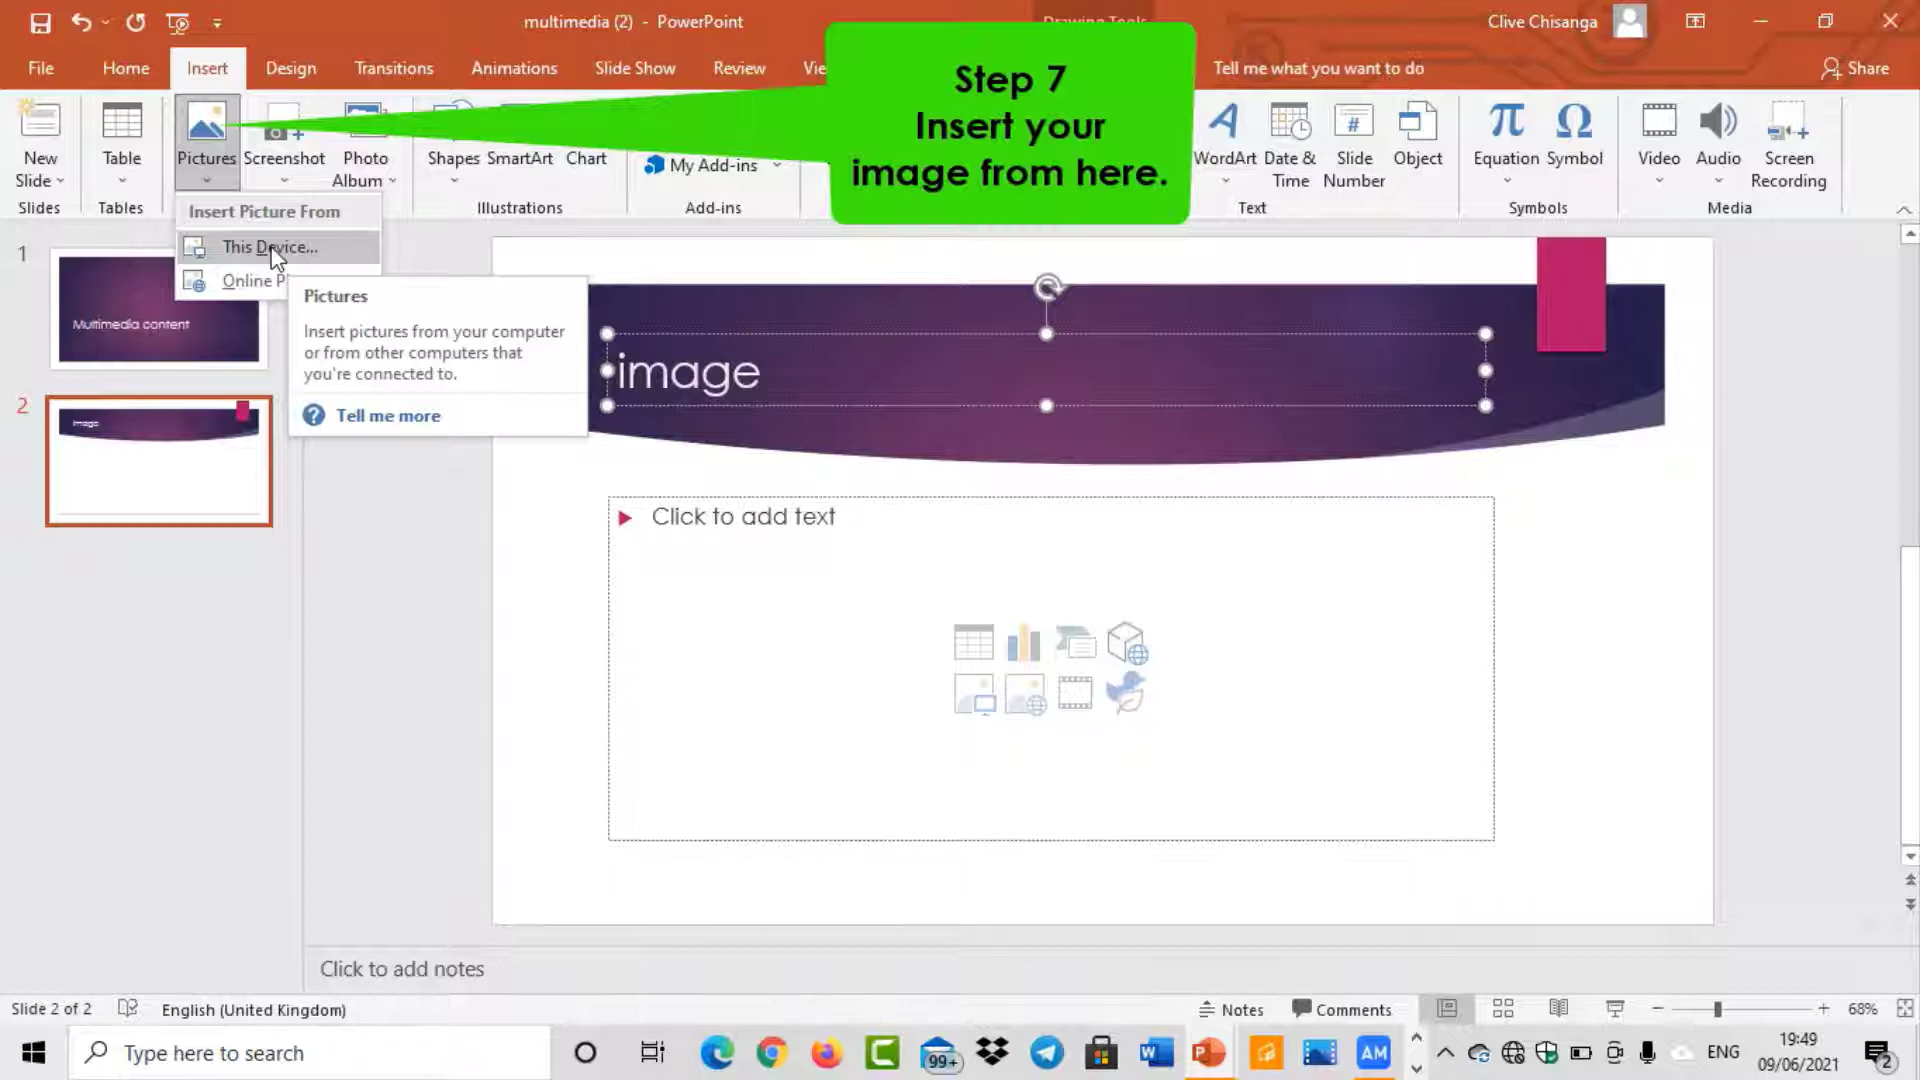 multimedia (2) - PowerPoint
Clive Chisanga
File
Home
Insert
Design
Transitions
Animations
Slide Show
Review
Tell me what you want to do
Share
Step 7
Insert your
image from here.
New
Slide
Table
Pictures
Screenshot
Photo
Album
Shapes
SmartArt
Chart
My Add-ins
WordArt
Date &
Time
Slide
Number
Object
Equation
Symbol
Video
Audio
Screen
Recording
Slides
Tables
Illustrations
Add-ins
Text
Symbols
Media
Insert Picture From
This Device...
Online
Pictures
Insert pictures from your computer
or from other computers that
you're connected to.
Tell me more
1
Multimedia content
2
image
image
Click to add text
Click to add notes
Slide 2 of 2
English (United Kingdom)
Notes
Comments
68%
Type here to search
99+
AM
ENG
19:49
09/06/2021
2